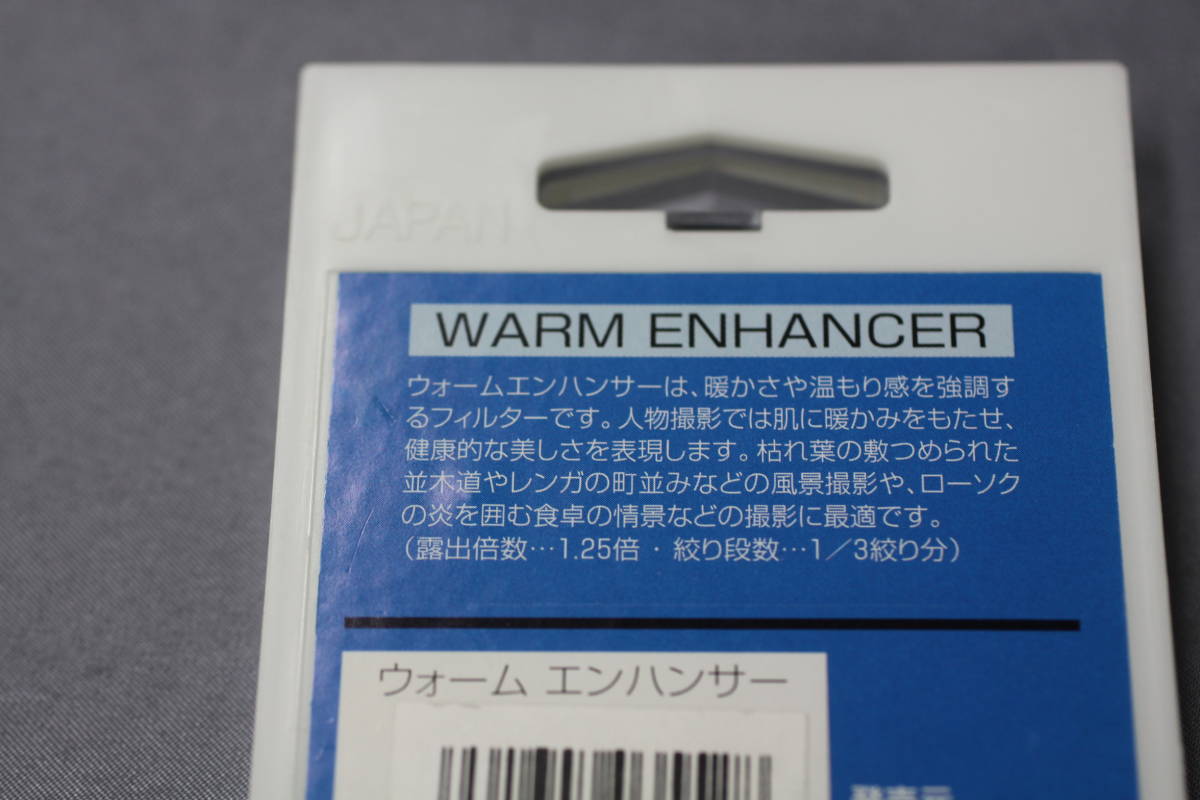 JAPAN
WARM ENHANCER
ウォームエンハンサーは、暖かさや温もり感を強調す
るフィルターです。人物撮影では肌に暖かみをもたせ、
健康的な美しさを表現します。枯れ葉の敷つめられた
並木道やレンガの町並みなどの風景撮影や、ローソク
の炎を囲む食卓の情景などの撮影に最適です。
（露出倍数…1.25倍・絞り段数…1／3絞り分）
ウォーム エンハンサー